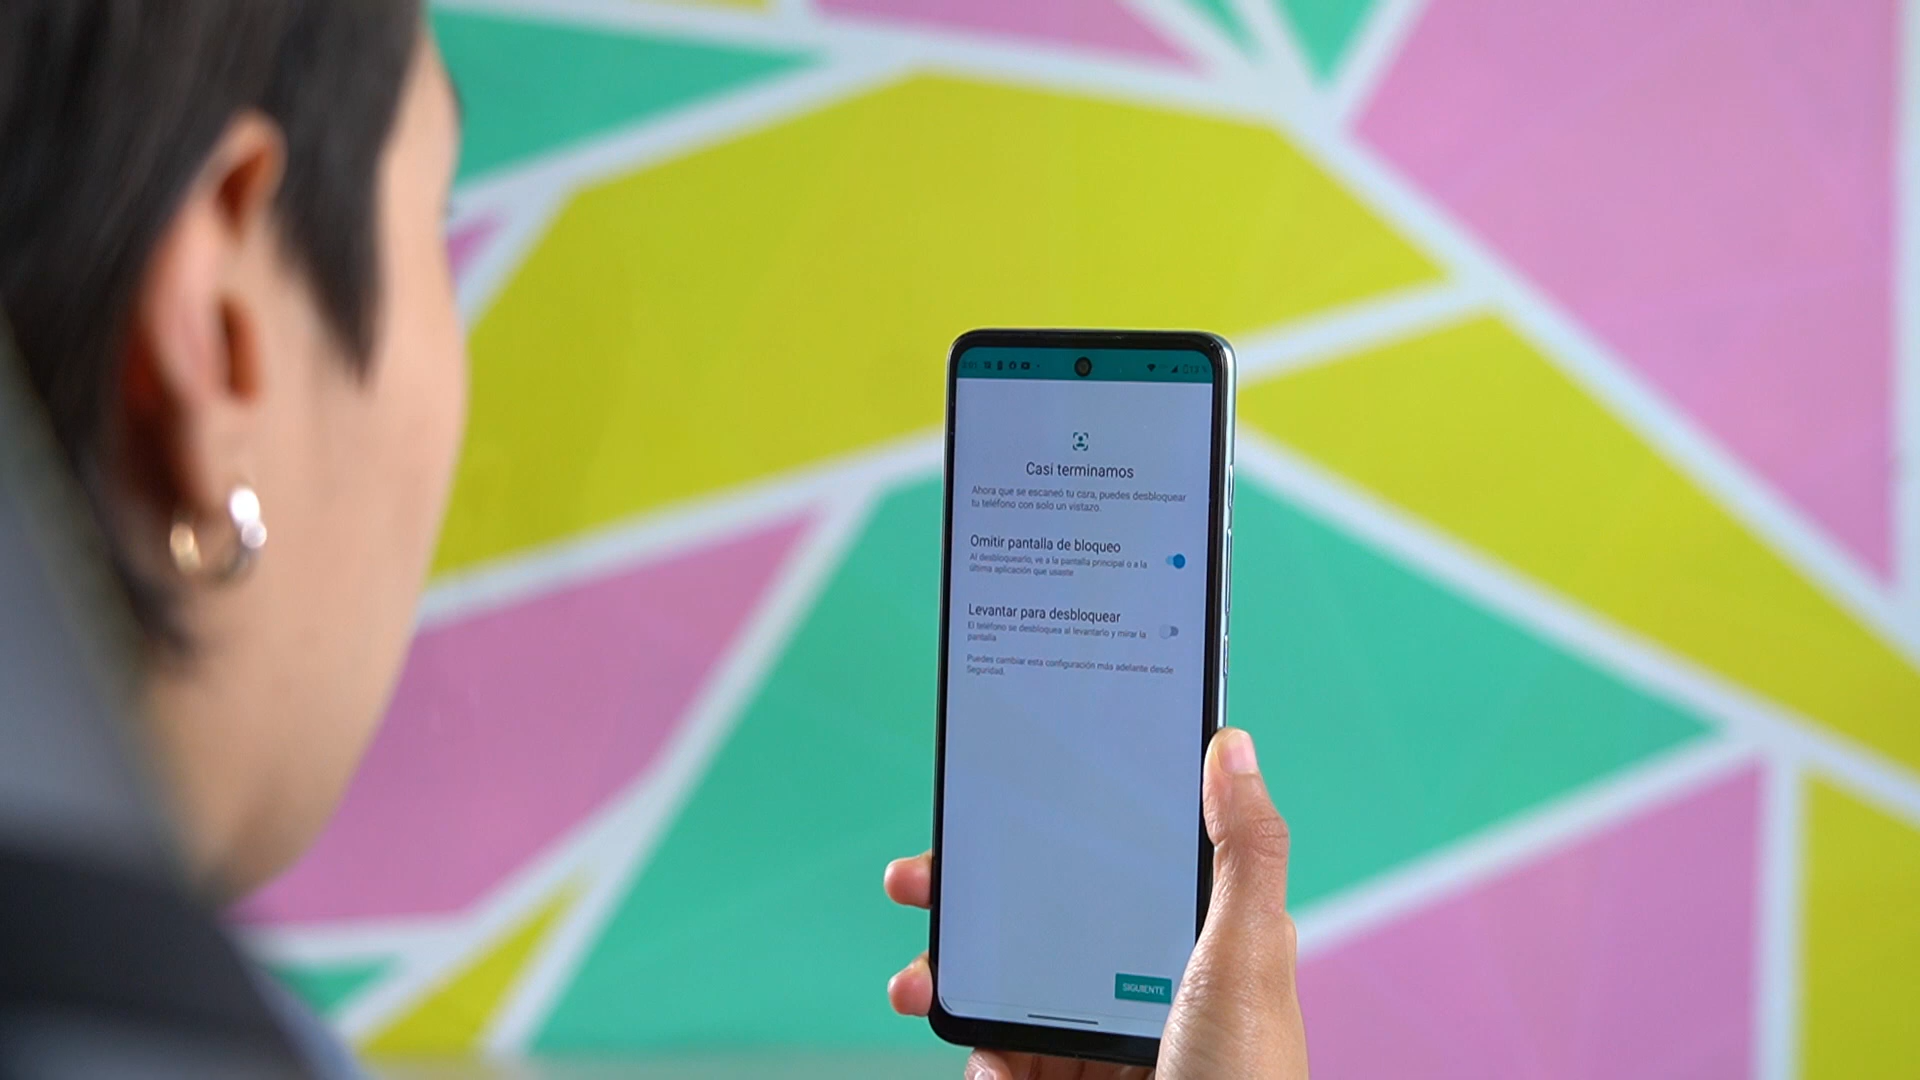 Casi terminamos
Ahora que se escaneó tu cara, puedes desbloquear
tu teléfono con solo un vistazo.
Omitir pantalla de bloqueo
Al desbloquearlo, ve a la pantalla principal o a la
última aplicación que usaste
Levantar para desbloquear
El teléfono se desbloquea al levantarlo y mirar la
pantalla
Puedes cambiar esta configuración más adelante desde
Seguridad.
SIGUIENTE